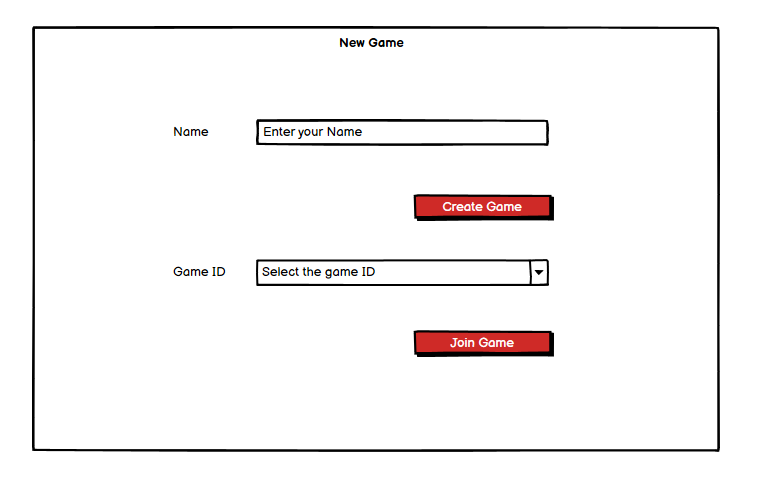 New Game
Name
Enter your Name
Create Game
Game ID
Select the game ID
Join Game